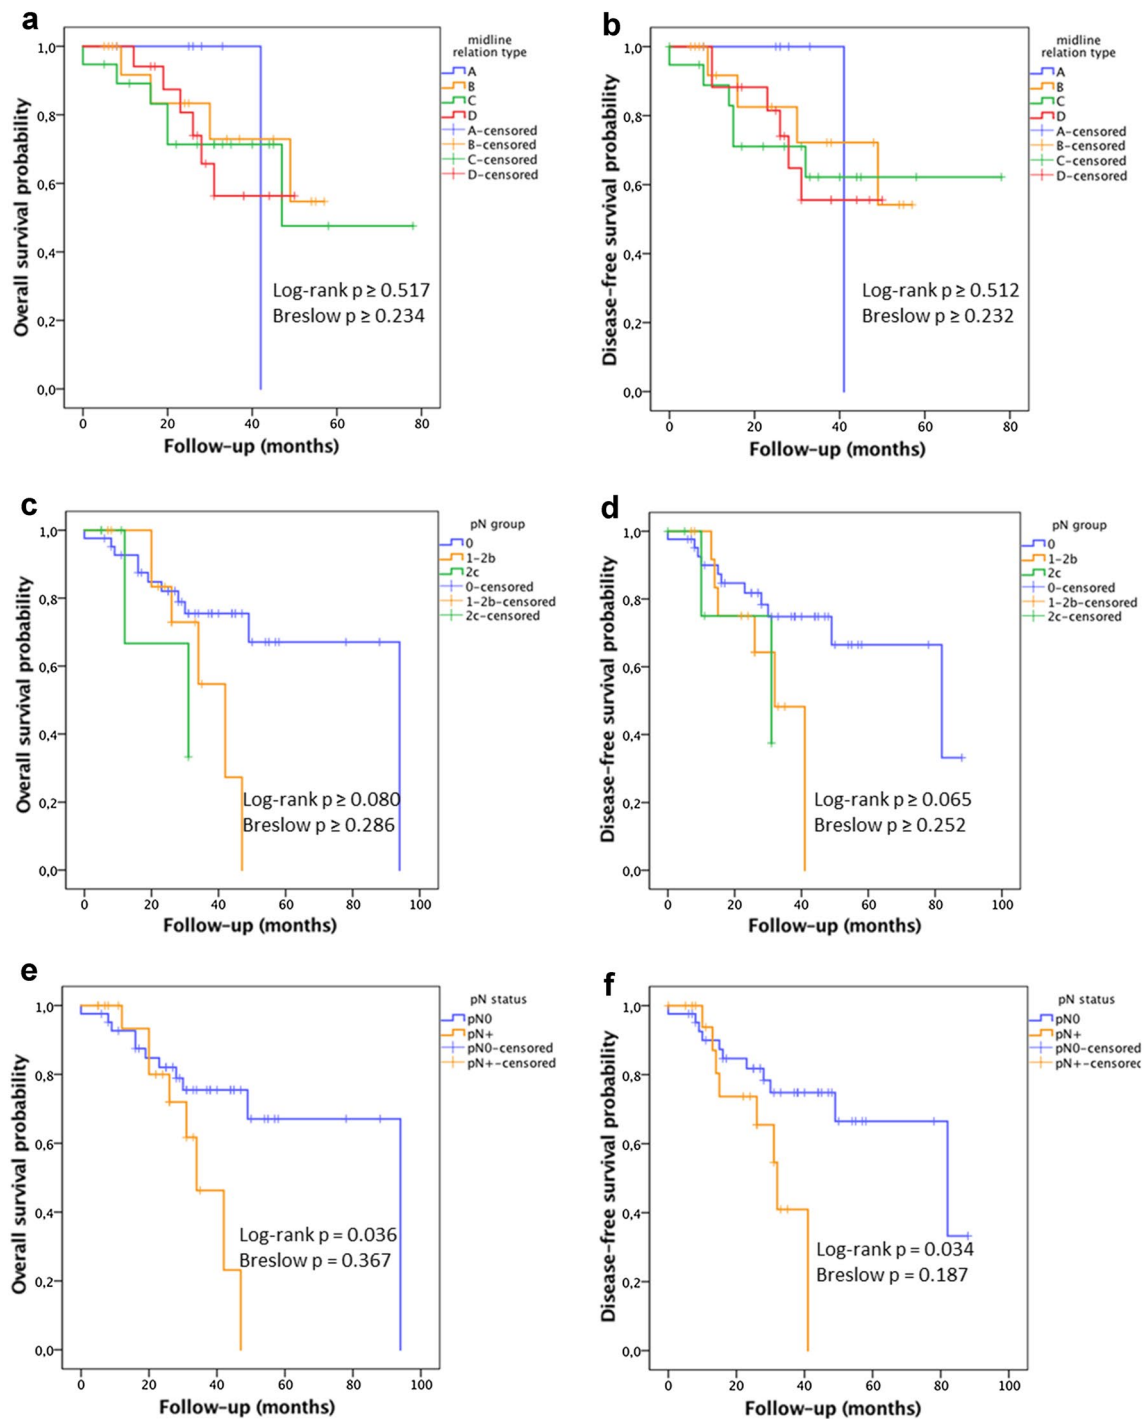 a
Overall survival probability
1,0
0,8
0,6
0,4
0,2
0,0
0 20 40 60 80
Follow-up (months)
Log-rank p ≥ 0.517
Breslow p ≥ 0.234
midline
relation type
A
B
C
D
A-censored
B-censored
C-censored
D-censored
b
Disease-free survival probability
1,0
0,8
0,6
0,4
0,2
0,0
0 20 40 60 80
Follow-up (months)
Log-rank p ≥ 0.512
Breslow p ≥ 0.232
midline
relation type
A
B
C
D
A-censored
B-censored
C-censored
D-censored
c
Overall survival probability
1,0
0,8
0,6
0,4
0,2
0,0
0 20 40 60 80 100
Follow-up (months)
Log-rank p ≥ 0.080
Breslow p ≥ 0.286
pN group
0
1-2b
2c
0-censored
1-2b-censored
2c-censored
d
Disease-free survival probability
1,0
0,8
0,6
0,4
0,2
0,0
0 20 40 60 80 100
Follow-up (months)
Log-rank p ≥ 0.065
Breslow p ≥ 0.252
pN group
0
1-2b
2c
0-censored
1-2b-censored
2c-censored
e
Overall survival probability
1,0
0,8
0,6
0,4
0,2
0,0
0 20 40 60 80 100
Follow-up (months)
Log-rank p = 0.036
Breslow p = 0.367
pN status
pN0
pN+
pN0-censored
pN+-censored
f
Disease-free survival probability
1,0
0,8
0,6
0,4
0,2
0,0
0 20 40 60 80 100
Follow-up (months)
Log-rank p = 0.034
Breslow p = 0.187
pN status
pN0
pN+
pN0-censored
pN+-censored